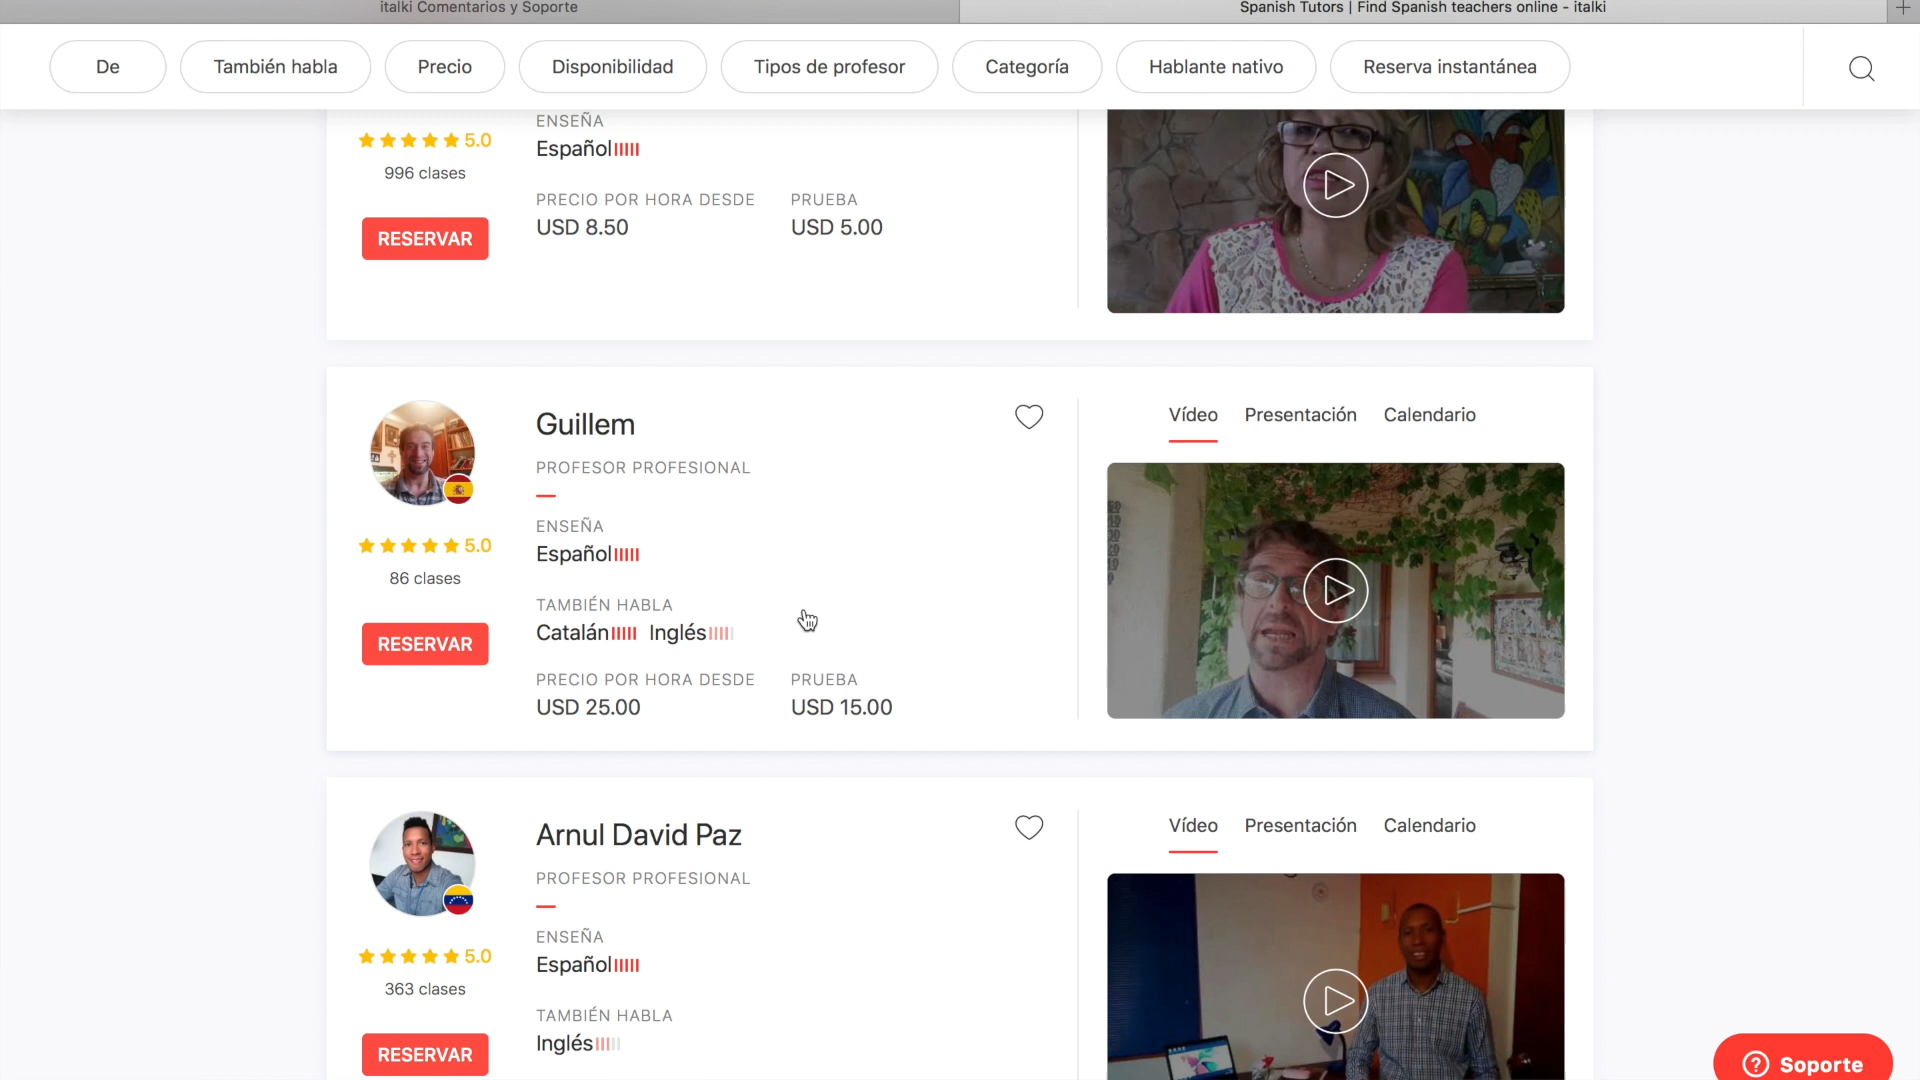 italki Comentarios y Soporte
Spanish Tutors | Find Spanish teachers online - italki
De
También habla
Precio
Disponibilidad
Tipos de profesor
Categoría
Hablante nativo
Reserva instantánea
5.0
996 clases
RESERVAR
ENSEÑA
Español
PRECIO POR HORA DESDE
USD 8.50
PRUEBA
USD 5.00
Guillem
PROFESOR PROFESIONAL
5.0
86 clases
RESERVAR
ENSEÑA
Español
TAMBIÉN HABLA
Catalán Inglés
PRECIO POR HORA DESDE
USD 25.00
PRUEBA
USD 15.00
Vídeo Presentación Calendario
Arnul David Paz
PROFESOR PROFESIONAL
5.0
363 clases
RESERVAR
ENSEÑA
Español
TAMBIÉN HABLA
Inglés
Vídeo Presentación Calendario
Soporte